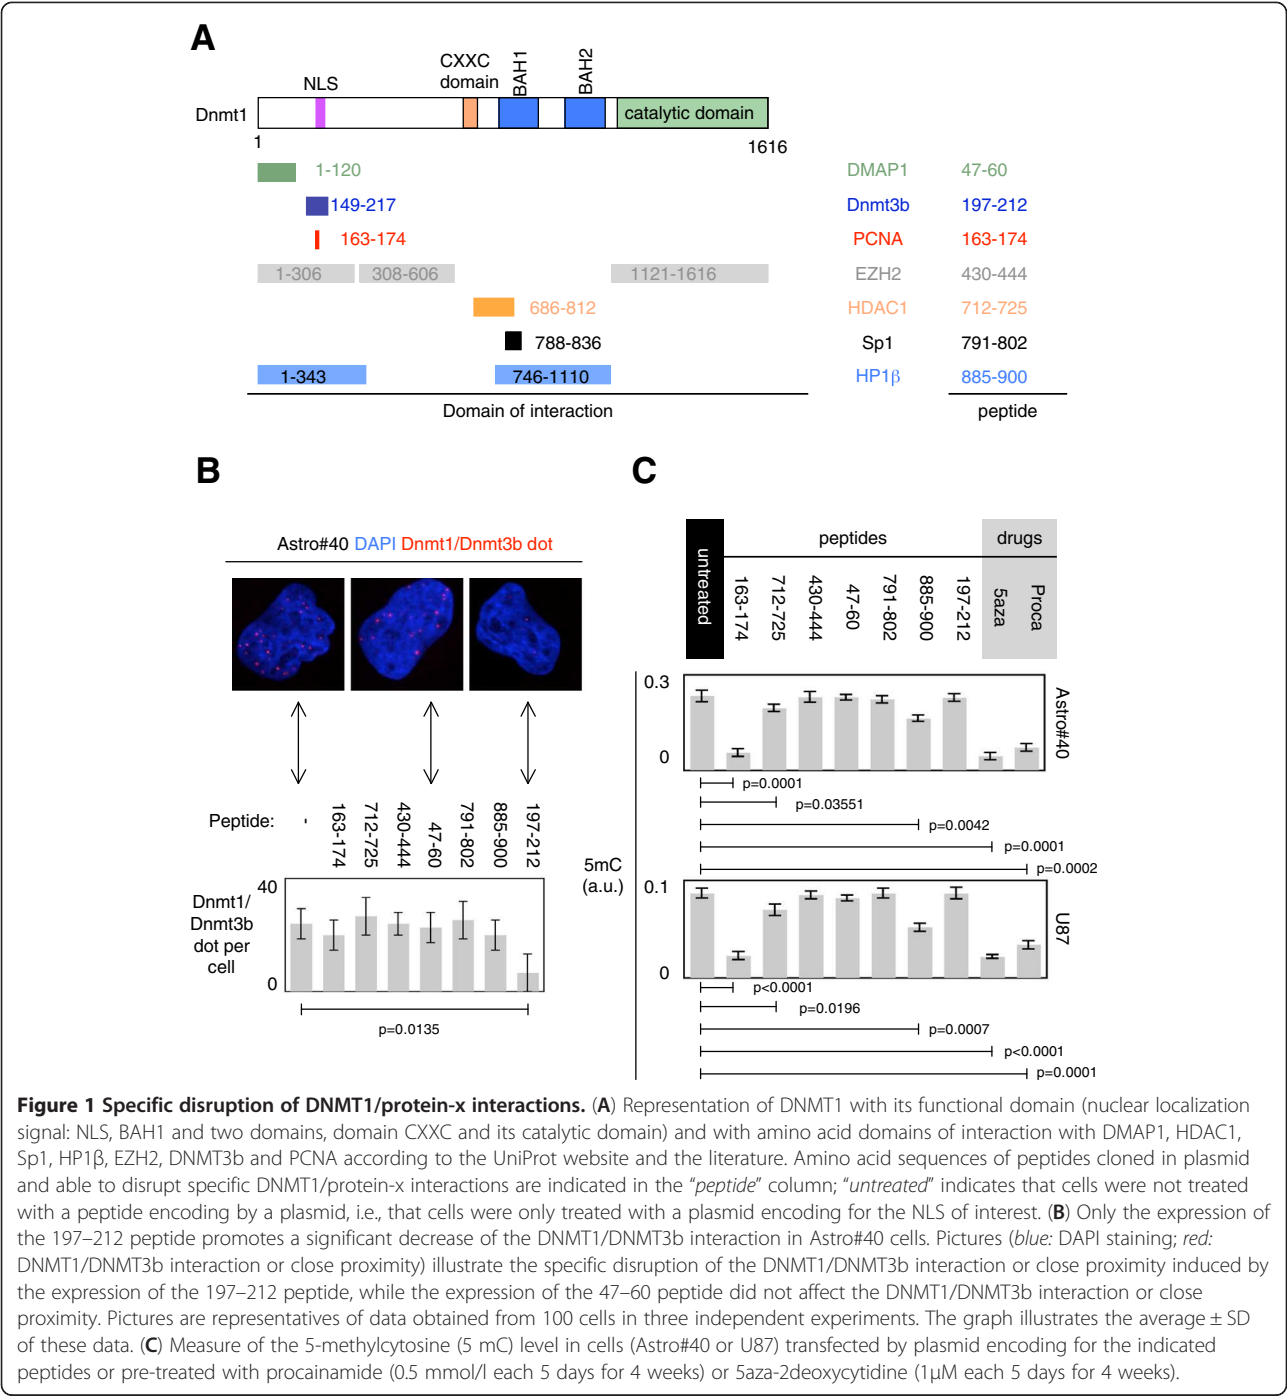 A
NLS
CXXC
domain
BAH1
BAH2
Dnmt1
catalytic domain
1
1616
1-120
DMAP1
47-60
149-217
Dnmt3b
197-212
163-174
PCNA
163-174
1-306
308-606
1121-1616
EZH2
430-444
686-812
HDAC1
712-725
788-836
Sp1
791-802
1-343
746-1110
HP1β
885-900
Domain of interaction
peptide
B
Astro#40 DAPI Dnmt1/Dnmt3b dot
Peptide:
-
163-174
712-725
430-444
47-60
791-802
885-900
197-212
Dnmt1/
Dnmt3b
dot per
cell
40
0
p=0.0135
C
untreated
peptides
drugs
163-174
712-725
430-444
47-60
791-802
885-900
197-212
5aza
Proca
5mC
(a.u.)
0.3
0
Astro#40
p=0.0001
p=0.03551
p=0.0042
p=0.0001
p=0.0002
0.1
0
U87
p<0.0001
p=0.0196
p=0.0007
p<0.0001
p=0.0001
Figure 1 Specific disruption of DNMT1/protein-x interactions. (A) Representation of DNMT1 with its functional domain (nuclear localization
signal: NLS, BAH1 and two domains, domain CXXC and its catalytic domain) and with amino acid domains of interaction with DMAP1, HDAC1,
Sp1, HP1β, EZH2, DNMT3b and PCNA according to the UniProt website and the literature. Amino acid sequences of peptides cloned in plasmid
and able to disrupt specific DNMT1/protein-x interactions are indicated in the “peptide” column; “untreated” indicates that cells were not treated
with a peptide encoding by a plasmid, i.e., that cells were only treated with a plasmid encoding for the NLS of interest. (B) Only the expression of
the 197–212 peptide promotes a significant decrease of the DNMT1/DNMT3b interaction in Astro#40 cells. Pictures (blue: DAPI staining; red:
DNMT1/DNMT3b interaction or close proximity) illustrate the specific disruption of the DNMT1/DNMT3b interaction or close proximity induced by
the expression of the 197–212 peptide, while the expression of the 47–60 peptide did not affect the DNMT1/DNMT3b interaction or close
proximity. Pictures are representatives of data obtained from 100 cells in three independent experiments. The graph illustrates the average ± SD
of these data. (C) Measure of the 5-methylcytosine (5 mC) level in cells (Astro#40 or U87) transfected by plasmid encoding for the indicated
peptides or pre-treated with procainamide (0.5 mmol/l each 5 days for 4 weeks) or 5aza-2deoxycytidine (1μM each 5 days for 4 weeks).